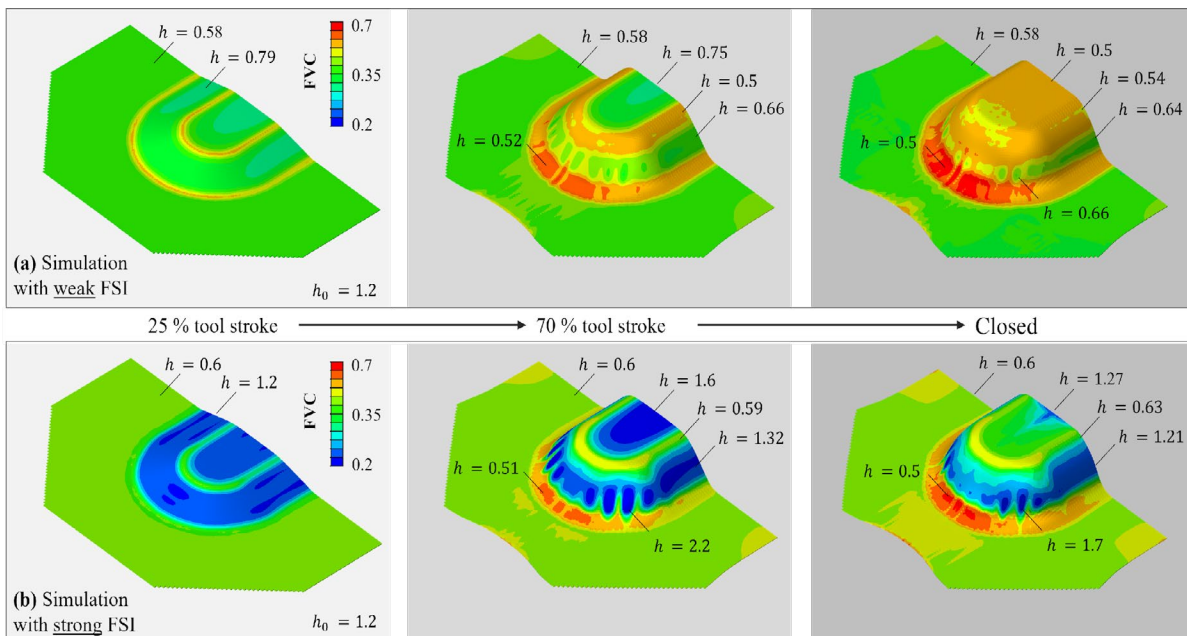 h = 0.58
h = 0.79
FVC
0.7
0.35
0.2
(a) Simulation
with weak FSI
h₀ = 1.2
h = 0.58
h = 0.75
h = 0.5
h = 0.66
h = 0.52
h = 0.58
h = 0.5
h = 0.54
h = 0.64
h = 0.5
h = 0.66
25 % tool stroke
70 % tool stroke
Closed
h = 0.6
h = 1.2
FVC
0.7
0.35
0.2
(b) Simulation
with strong FSI
h₀ = 1.2
h = 0.6
h = 1.6
h = 0.59
h = 1.32
h = 0.51
h = 2.2
h = 0.6
h = 1.27
h = 0.63
h = 1.21
h = 0.5
h = 1.7